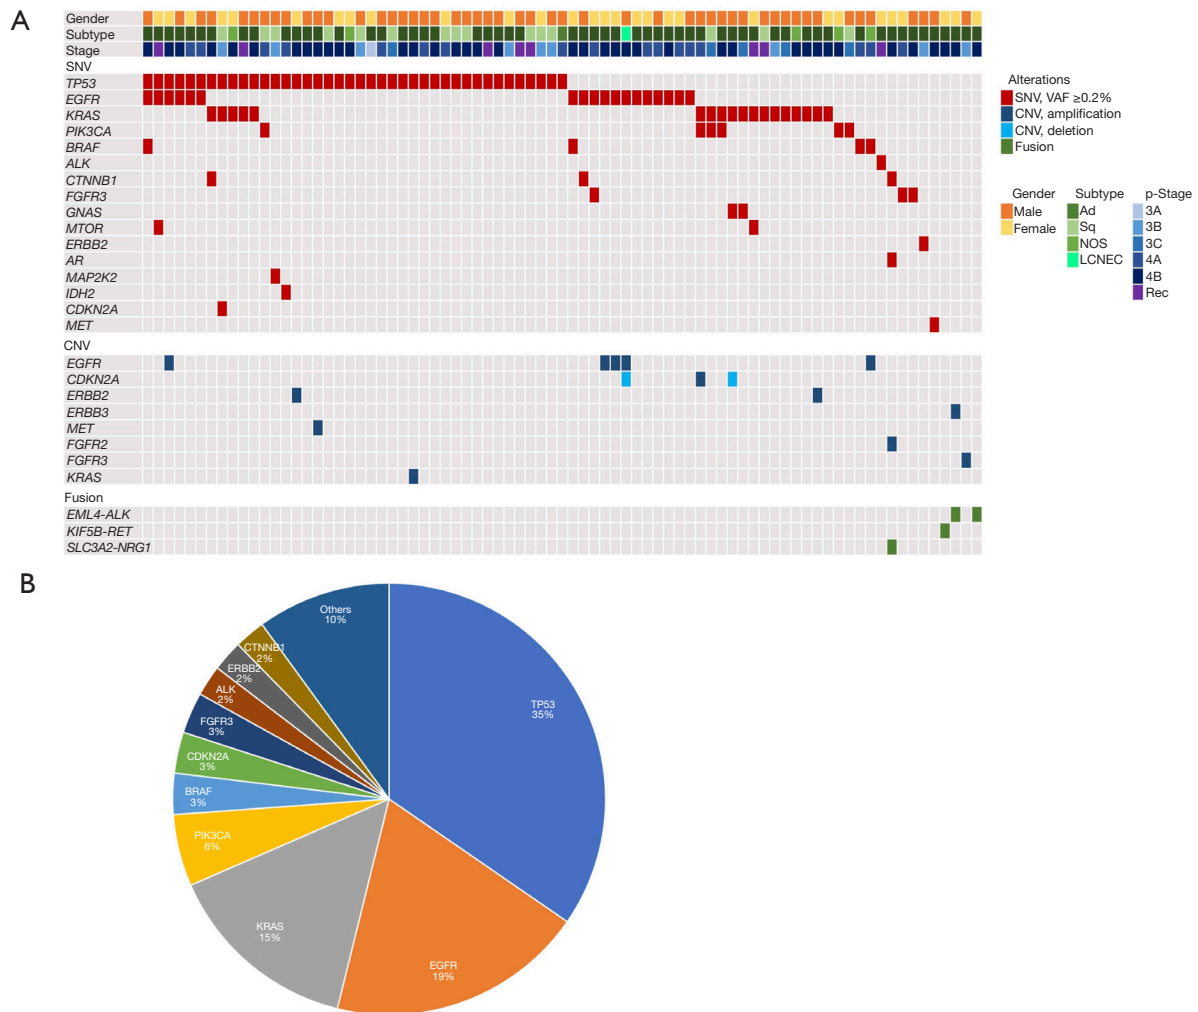 A
Gender
Subtype
Stage
SNV
TP53
EGFR
KRAS
PIK3CA
BRAF
ALK
CTNNB1
FGFR3
GNAS
MTOR
ERBB2
AR
MAP2K2
IDH2
CDKN2A
MET
CNV
EGFR
CDKN2A
ERBB2
ERBB3
MET
FGFR2
FGFR3
KRAS
Fusion
EML4-ALK
KIF5B-RET
SLC3A2-NRG1
Alterations
SNV, VAF ≥0.2%
CNV, amplification
CNV, deletion
Fusion
Gender
Male
Female
Subtype
Ad
Sq
NOS
LCNEC
p-Stage
3A
3B
3C
4A
4B
Rec
B
Others
10%
CTNNB1
2%
ERBB2
2%
ALK
2%
FGFR3
3%
CDKN2A
3%
BRAF
3%
PIK3CA
6%
KRAS
15%
EGFR
19%
TP53
35%